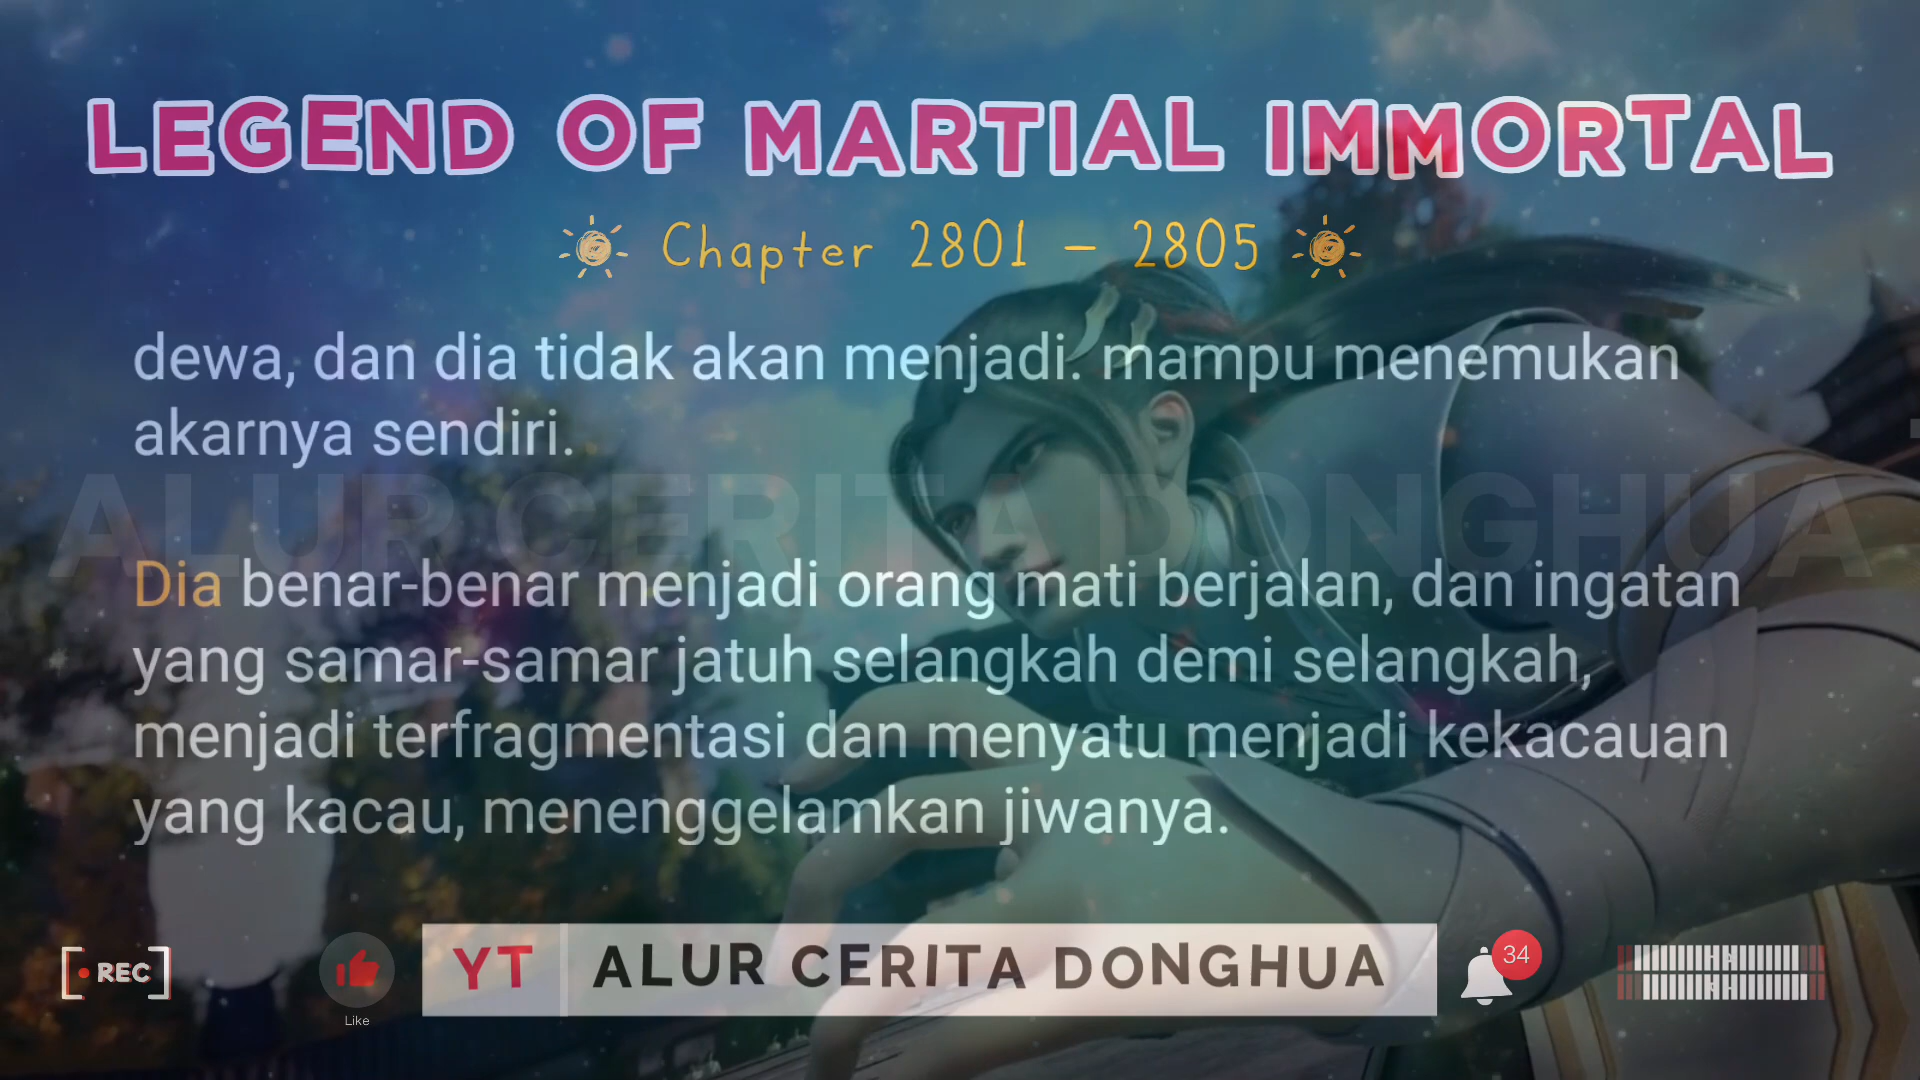 LEGEND OF MARTIAL IMMORTAL
Chapter 2801 – 2805
dewa, dan dia tidak akan menjadi. mampu menemukan
akarnya sendiri.
ALUR CERITA DONGHUA
Dia benar-benar menjadi orang mati berjalan, dan ingatan
yang samar-samar jatuh selangkah demi selangkah,
menjadi terfragmentasi dan menyatu menjadi kekacauan
yang kacau, menenggelamkan jiwanya.
REC
Like
YT ALUR CERITA DONGHUA
34